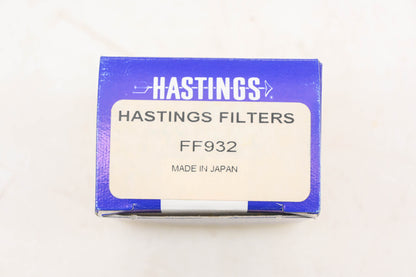 HASTINGS
HASTINGS FILTERS
FF932
MADE IN JAPAN